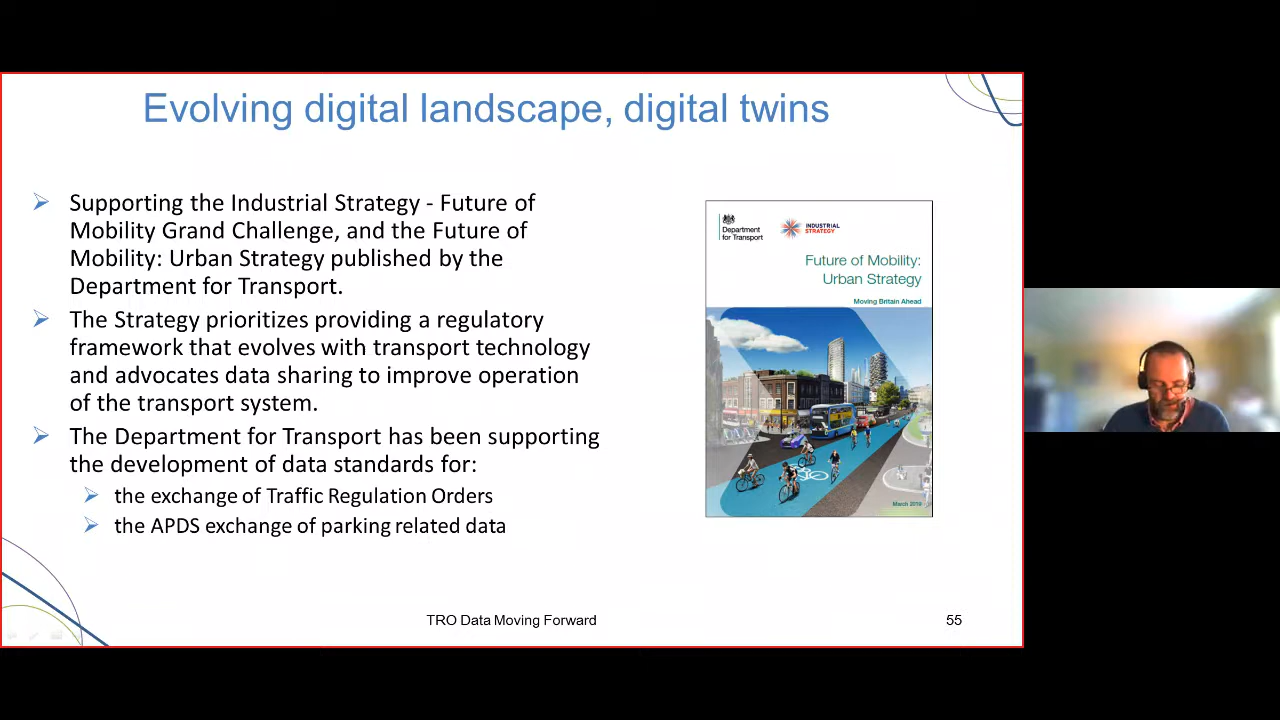 Evolving digital landscape, digital twins
Supporting the Industrial Strategy - Future of
Mobility Grand Challenge, and the Future of
Mobility: Urban Strategy published by the
Department for Transport.
The Strategy prioritizes providing a regulatory
framework that evolves with transport technology
and advocates data sharing to improve operation
of the transport system.
The Department for Transport has been supporting
the development of data standards for:
the exchange of Traffic Regulation Orders
the APDS exchange of parking related data
Department
for Transport
INDUSTRIAL
STRATEGY
Future of Mobility:
Urban Strategy
Moving Britain Ahead
March 2019
TRO Data Moving Forward
55